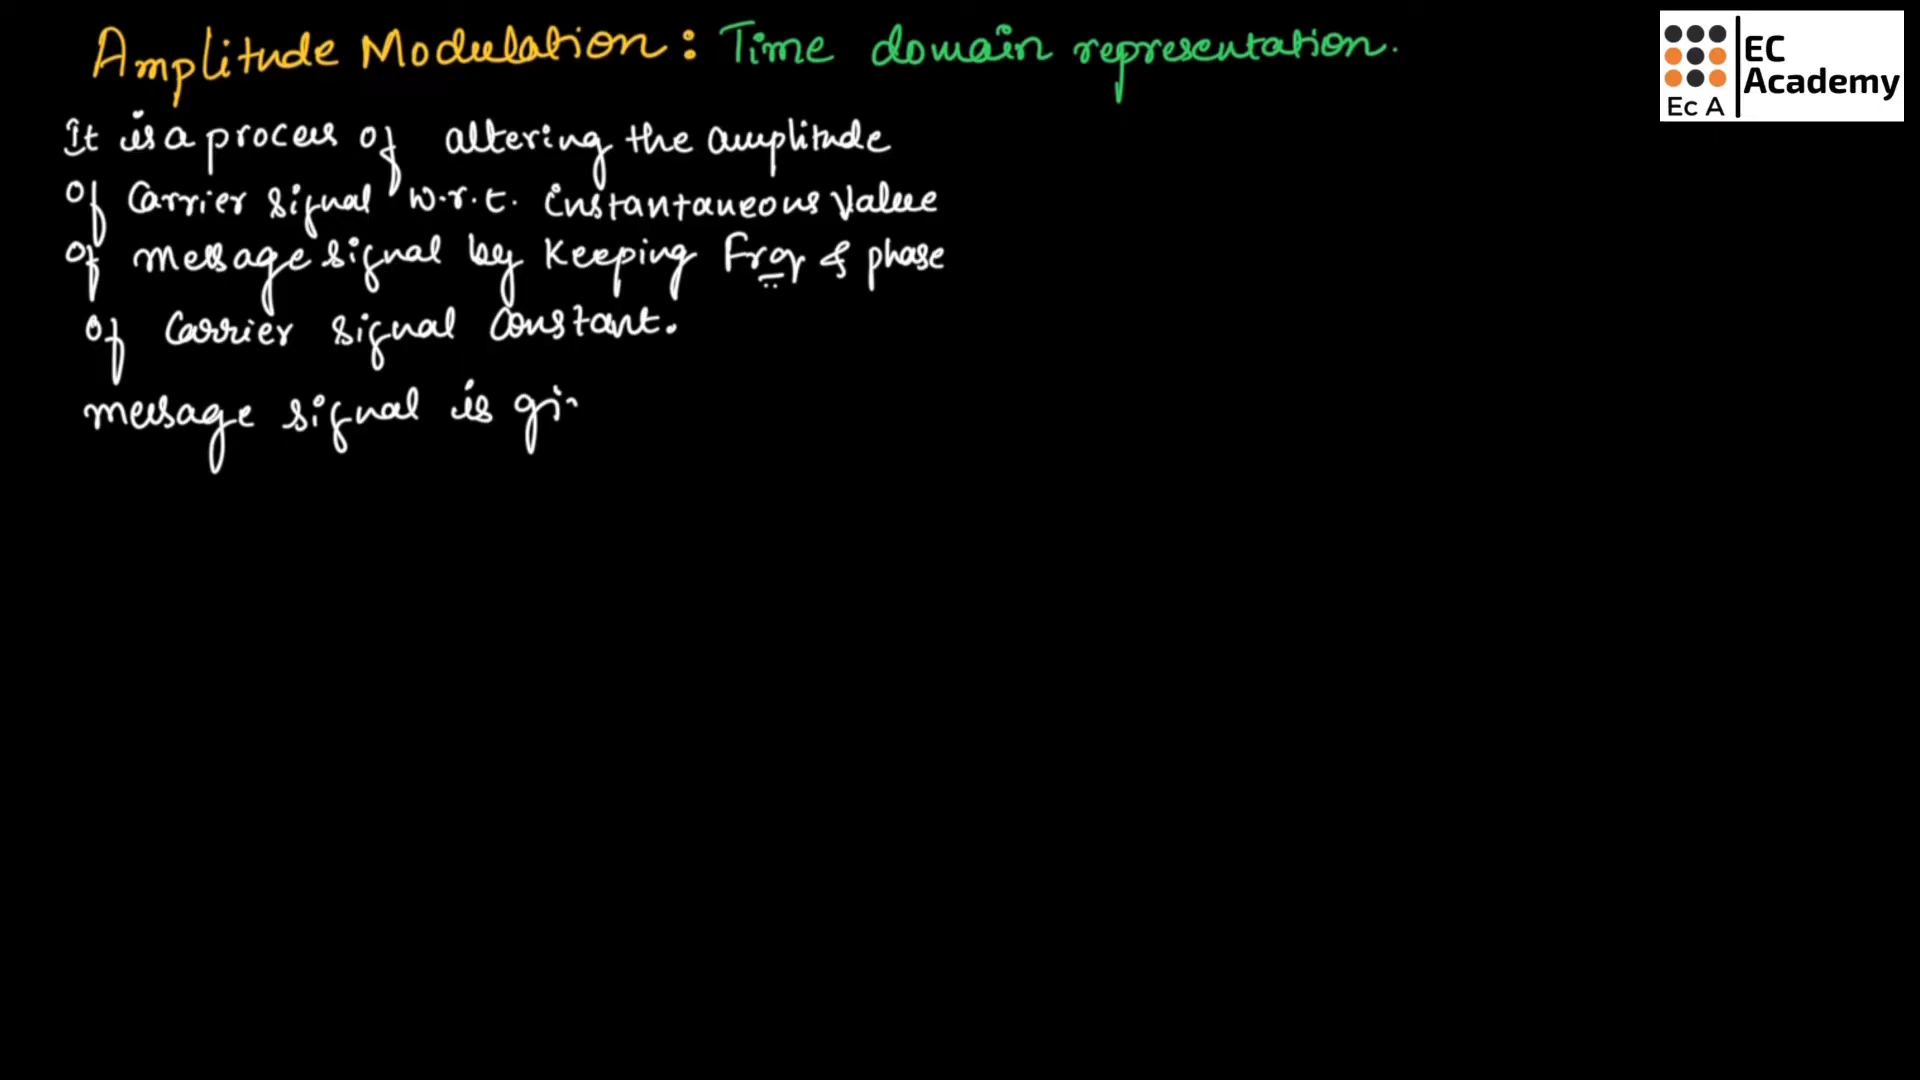 Amplitude Modulation : Time domain representation.
EC
Academy
Ec A
It is a process of altering the amplitude
Of Carrier signal w.r.t. instantaneous value
Of message signal by keeping Frqy & phase
Of Carrier signal Constant.
message signal is gi